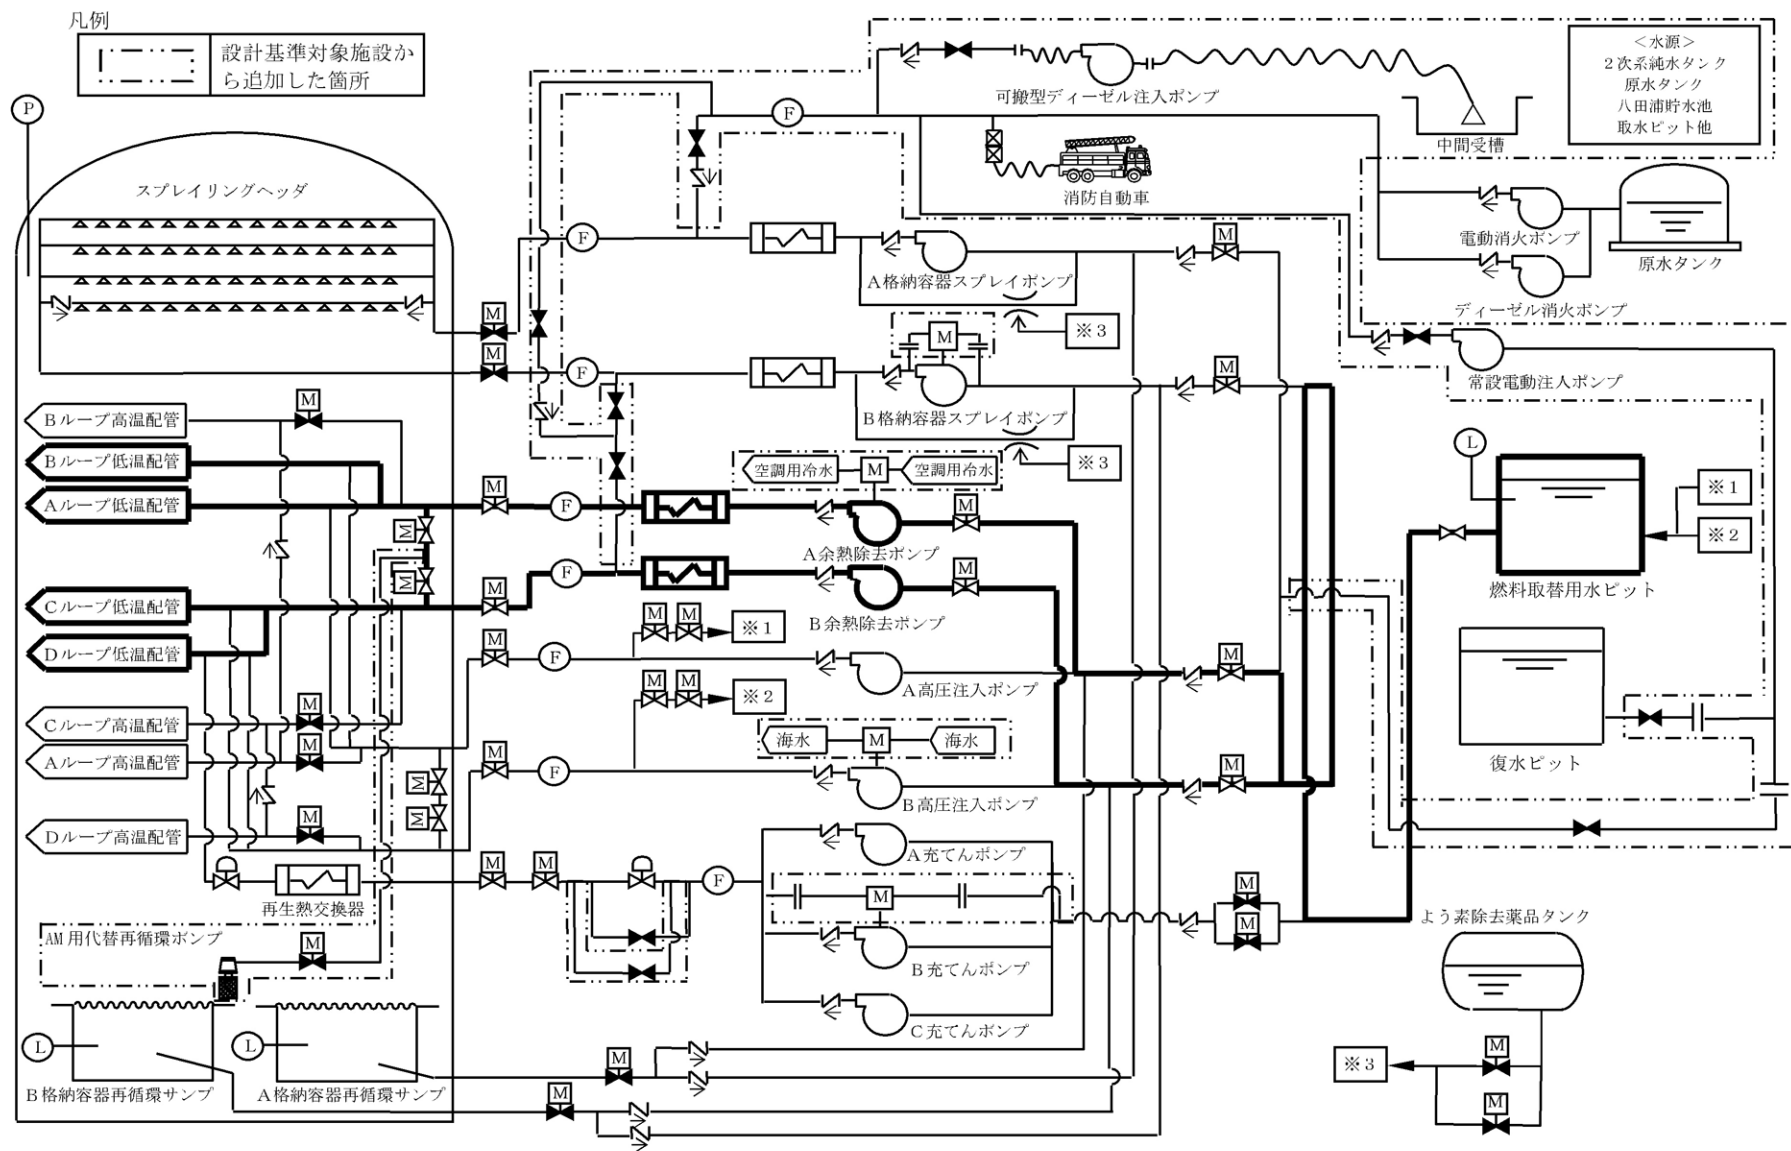 凡例
設計基準対象施設か
ら追加した箇所
P
スプレイリングヘッダ
F
可搬型ディーゼル注入ポンプ
中間受槽
<水源>
２次系純水タンク
原水タンク
八田浦貯水池
取水ピット他
消防自動車
電動消火ポンプ
原水タンク
ディーゼル消火ポンプ
F
M
A格納容器スプレイポンプ
※3
M
M
F
M
M
B格納容器スプレイポンプ
※3
常設電動注入ポンプ
Bループ高温配管
M
Bループ低温配管
Aループ低温配管
M
F
空調用冷水
M
空調用冷水
M
A余熱除去ポンプ
L
※1
※2
燃料取替用水ピット
M
M
Cループ低温配管
M
F
M
B余熱除去ポンプ
Dループ低温配管
M
M
※1
M
F
A高圧注入ポンプ
M
復水ピット
M
M
※2
Cループ高温配管
M
Aループ高温配管
M
M
F
海水
M
海水
B高圧注入ポンプ
M
M
M
Dループ高温配管
M
A充てんポンプ
再生熱交換器
M
M
F
M
B充てんポンプ
M
M
C充てんポンプ
よう素除去薬品タンク
AM用代替再循環ポンプ
M
L
L
B格納容器再循環サンプ
A格納容器再循環サンプ
M
M
※3
M
M